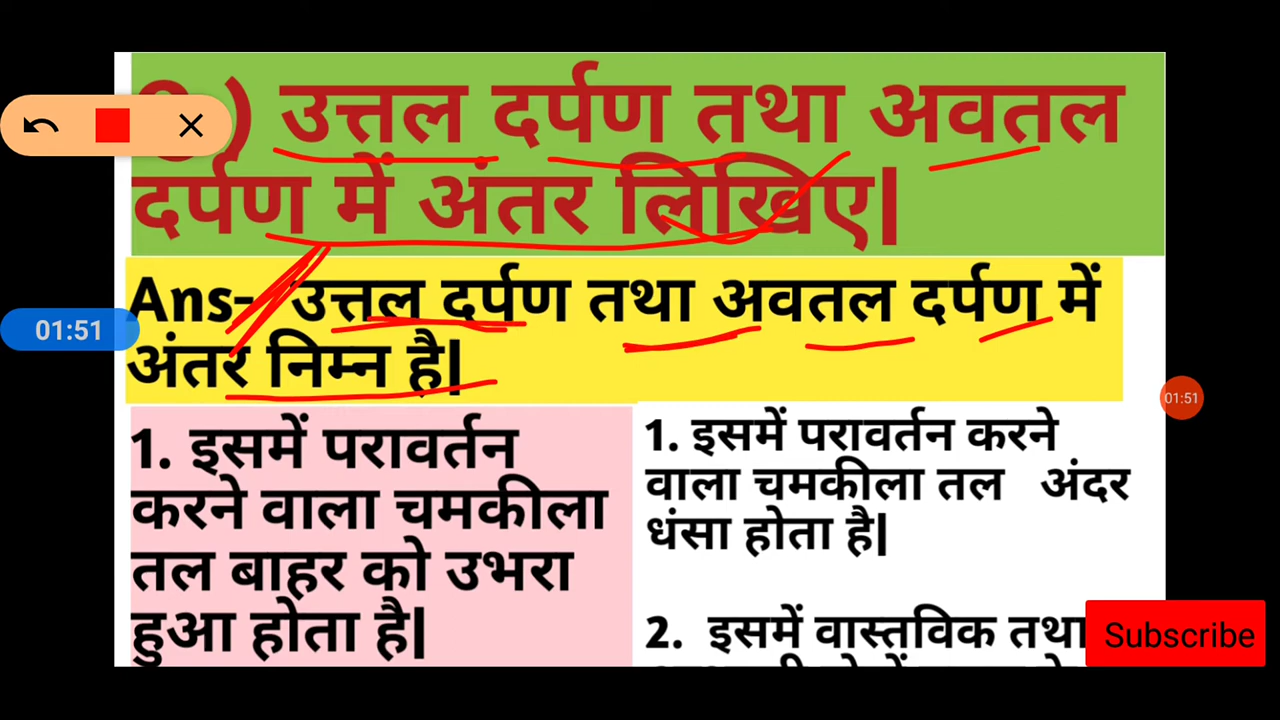 ) उत्तल दर्पण तथा अवतल
दर्पण में अंतर लिखिए|
Ans- उत्तल दर्पण तथा अवतल दर्पण में
अंतर निम्न है|
01:51
01:51
1. इसमें परावर्तन
करने वाला चमकीला
तल बाहर को उभरा
हुआ होता है|
1. इसमें परावर्तन करने
वाला चमकीला तल अंदर
धंसा होता है|
2. इसमें वास्तविक तथा
Subscribe